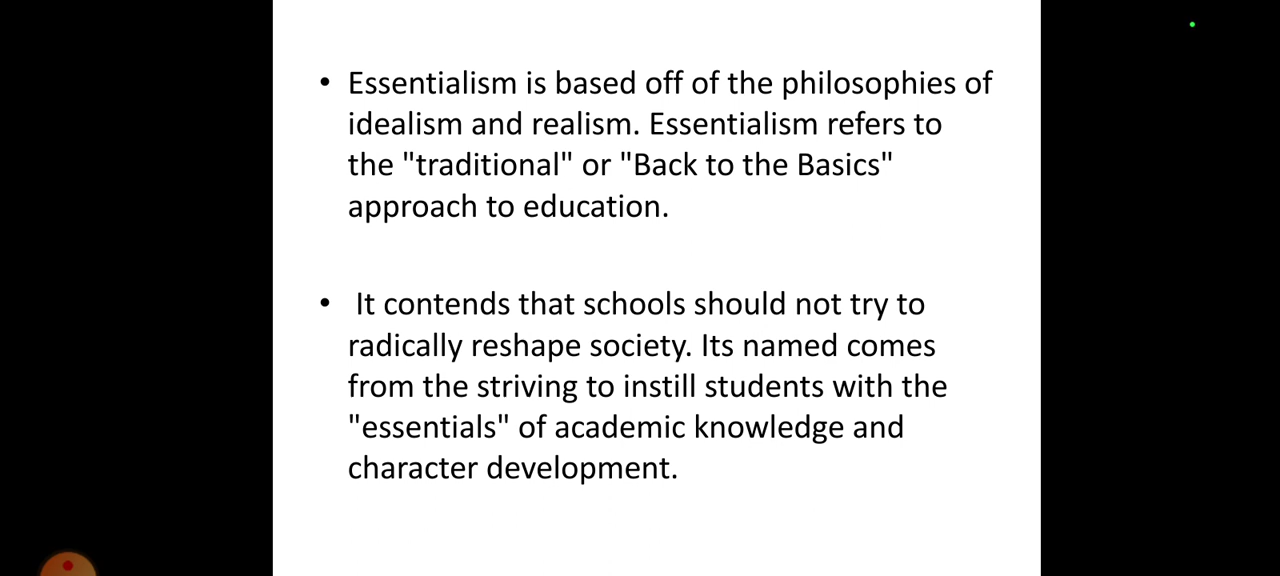 • Essentialism is based off of the philosophies of
idealism and realism. Essentialism refers to
the "traditional" or "Back to the Basics"
approach to education.
• It contends that schools should not try to
radically reshape society. Its named comes
from the striving to instill students with the
"essentials" of academic knowledge and
character development.